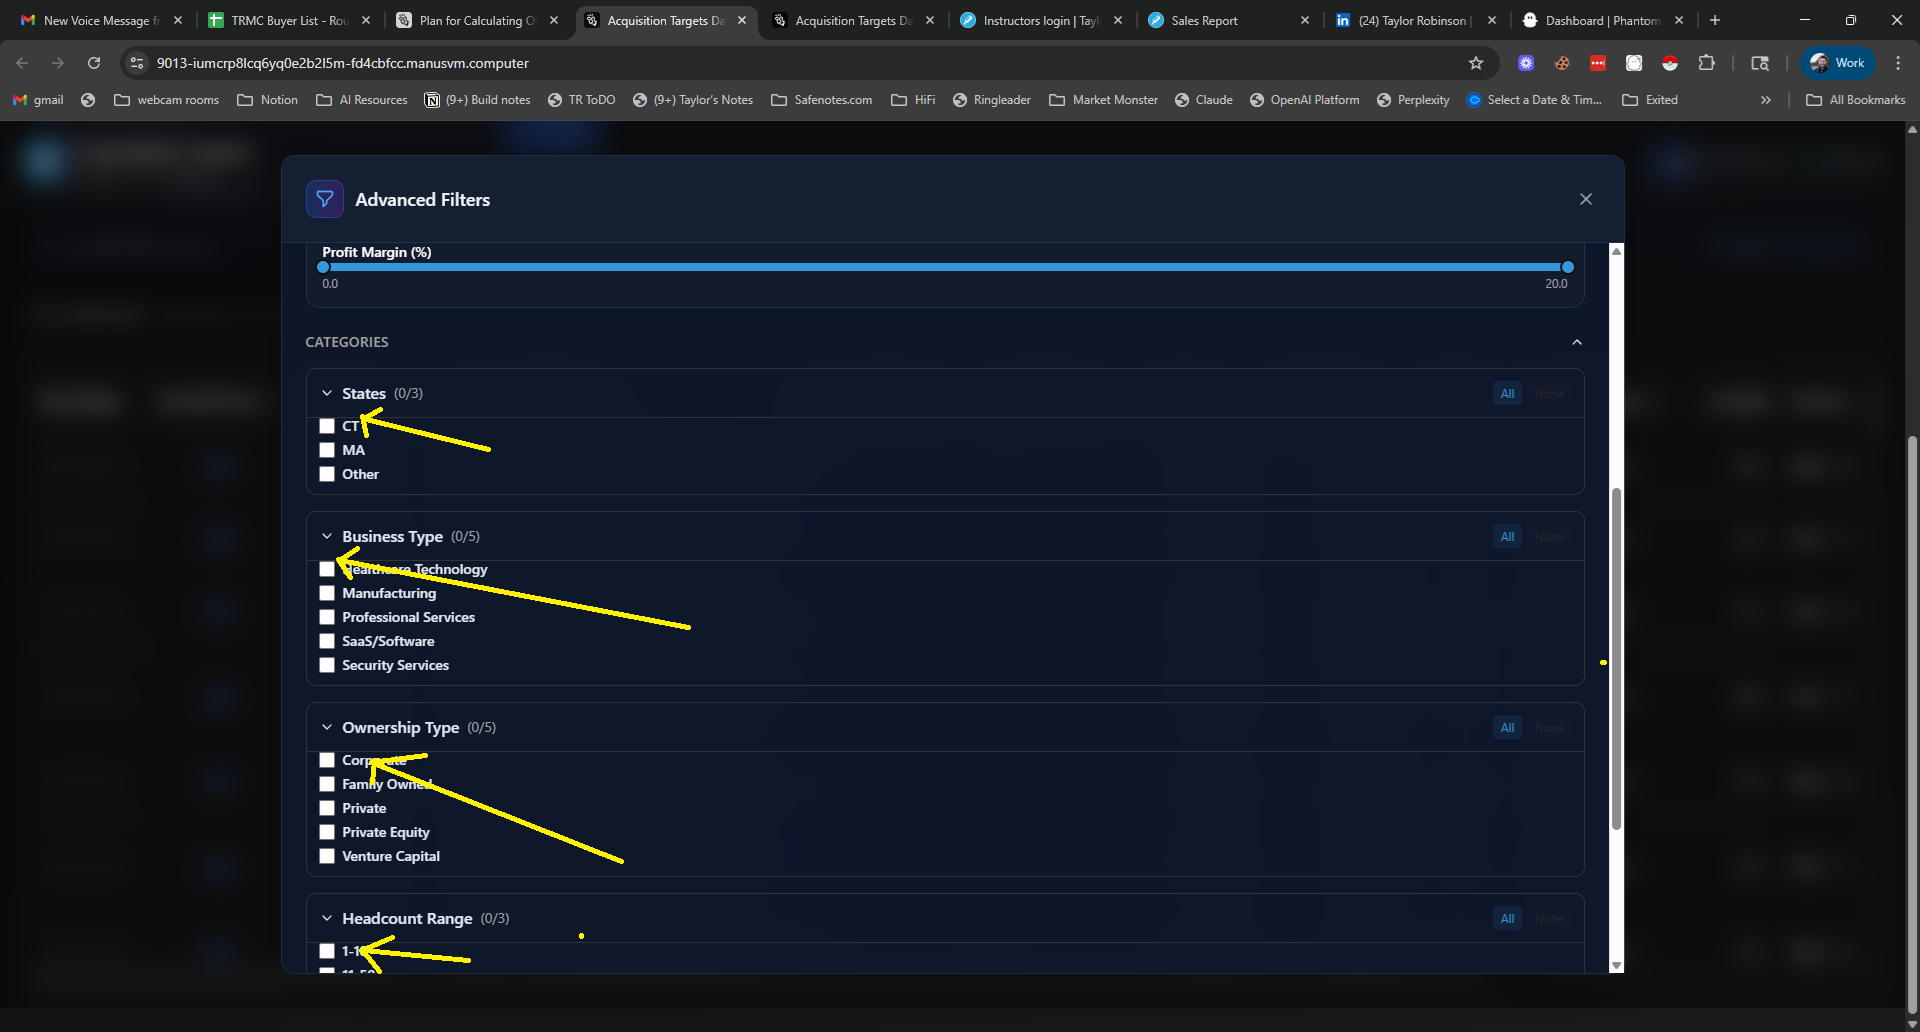 New Voice Message fr
TRMC Buyer List - Rou
Plan for Calculating O
Acquisition Targets Da
Acquisition Targets Da
Instructors login | Tayl
Sales Report
(24) Taylor Robinson |
Dashboard | Phantom
9013-iumcrp8lcq6yq0e2b2l5m-fd4cbfcc.manusvm.computer
Work
gmail
webcam rooms
Notion
AI Resources
(9+) Build notes
TR ToDO
(9+) Taylor's Notes
Safenotes.com
HiFi
Ringleader
Market Monster
Claude
OpenAI Platform
Perplexity
Select a Date & Tim...
Exited
All Bookmarks
Advanced Filters
Profit Margin (%)
0.0 20.0
CATEGORIES
States (0/3) All None
CT
MA
Other
Business Type (0/5) All None
Healthcare Technology
Manufacturing
Professional Services
SaaS/Software
Security Services
Ownership Type (0/5) All None
Corporate
Family Owned
Private
Private Equity
Venture Capital
Headcount Range (0/3) All None